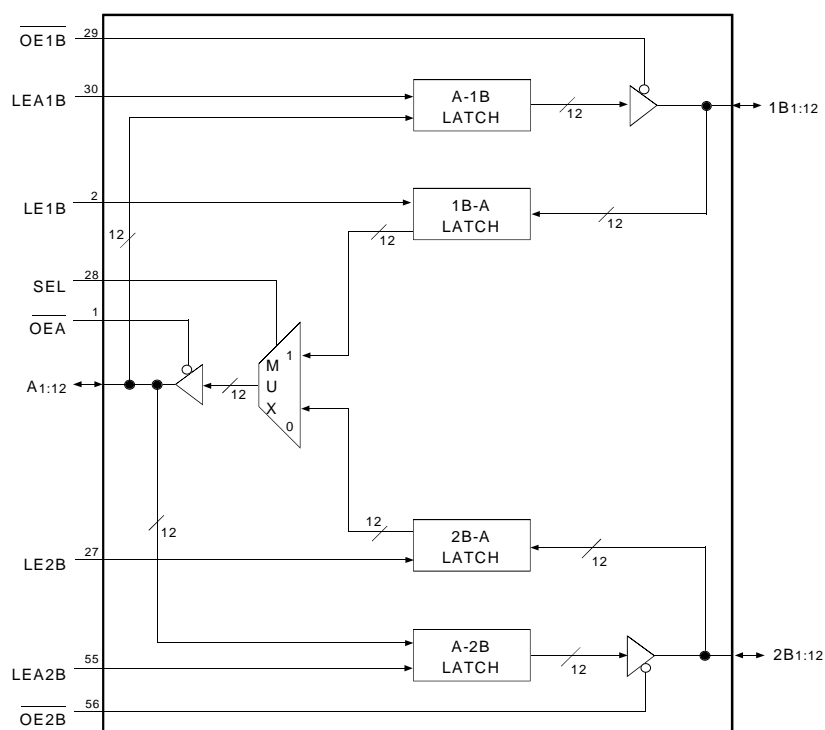 OE1B 29
LEA1B 30
A-1B
LATCH
12
1B1:12
LE1B 2
1B-A
LATCH
12
12
12
SEL 28
OEA 1
1
M
U
X
0
A1:12
12
12
12
2B-A
LATCH
12
LE2B 27
A-2B
LATCH
12
2B1:12
LEA2B 55
OE2B 56